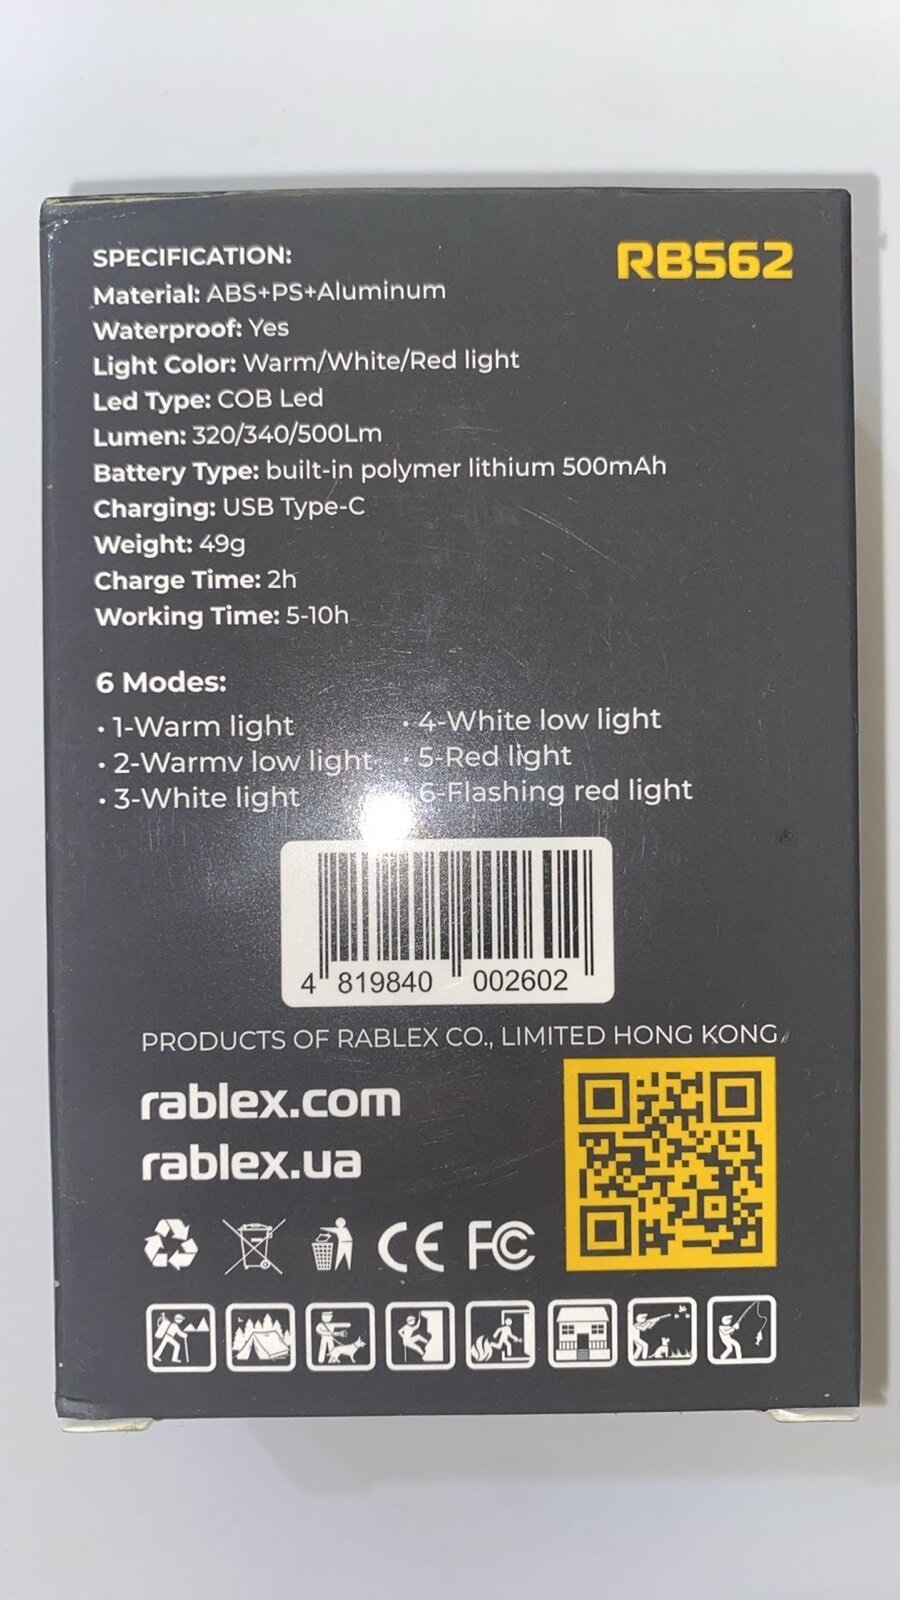 SPECIFICATION:
RB562
Material: ABS+PS+Aluminum
Waterproof: Yes
Light Color: Warm/White/Red light
Led Type: COB Led
Lumen: 320/340/500Lm
Battery Type: built-in polymer lithium 500mAh
Charging: USB Type-C
Weight: 49g
Charge Time: 2h
Working Time: 5-10h
6 Modes:
• 1-Warm light
• 2-Warmv low light
• 3-White light
• 4-White low light
• 5-Red light
6-Flashing red light
4 819840 002602
PRODUCTS OF RABLEX CO., LIMITED HONG KONG
rablex.com
rablex.ua
CE FC